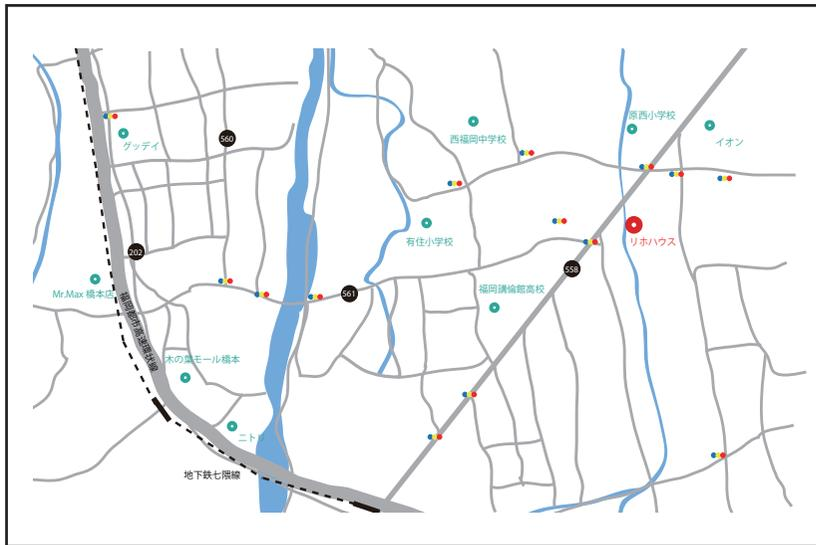 原西小学校
グッデイ
560
西福岡中学校
イオン
有住小学校
リホハウス
202
558
Mr.Max 橋本店
福岡都市高速環状線
561
福岡講倫館高校
木の葉モール橋本
ニトリ
地下鉄七隈線